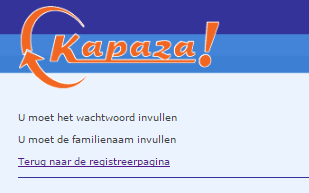 Kapaza!
U moet het wachtwoord invullen
U moet de familienaam invullen
Terug naar de registreerpagina